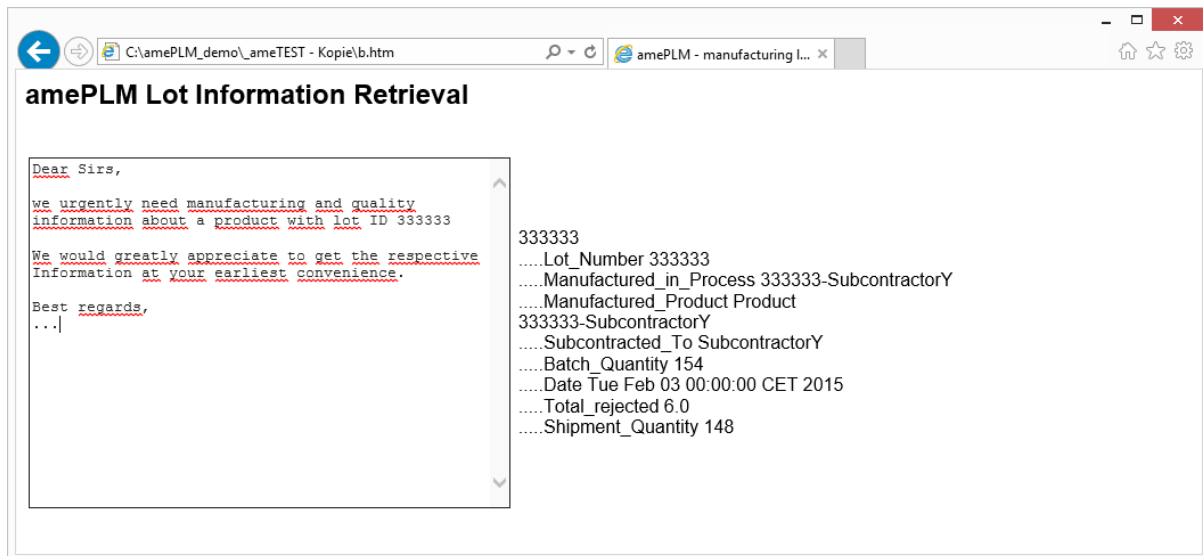 C:\amePLM_demo\_ameTEST - Kopie\b.htm
amePLM - manufacturing l...
amePLM Lot Information Retrieval
Dear Sirs,
we urgently need manufacturing and quality
information about a product with lot ID 333333
We would greatly appreciate to get the respective
Information at your earliest convenience.
Best regards,
...
333333
.....Lot_Number 333333
.....Manufactured_in_Process 333333-SubcontractorY
.....Manufactured_Product Product
333333-SubcontractorY
.....Subcontracted_To SubcontractorY
.....Batch_Quantity 154
.....Date Tue Feb 03 00:00:00 CET 2015
.....Total_rejected 6.0
.....Shipment_Quantity 148